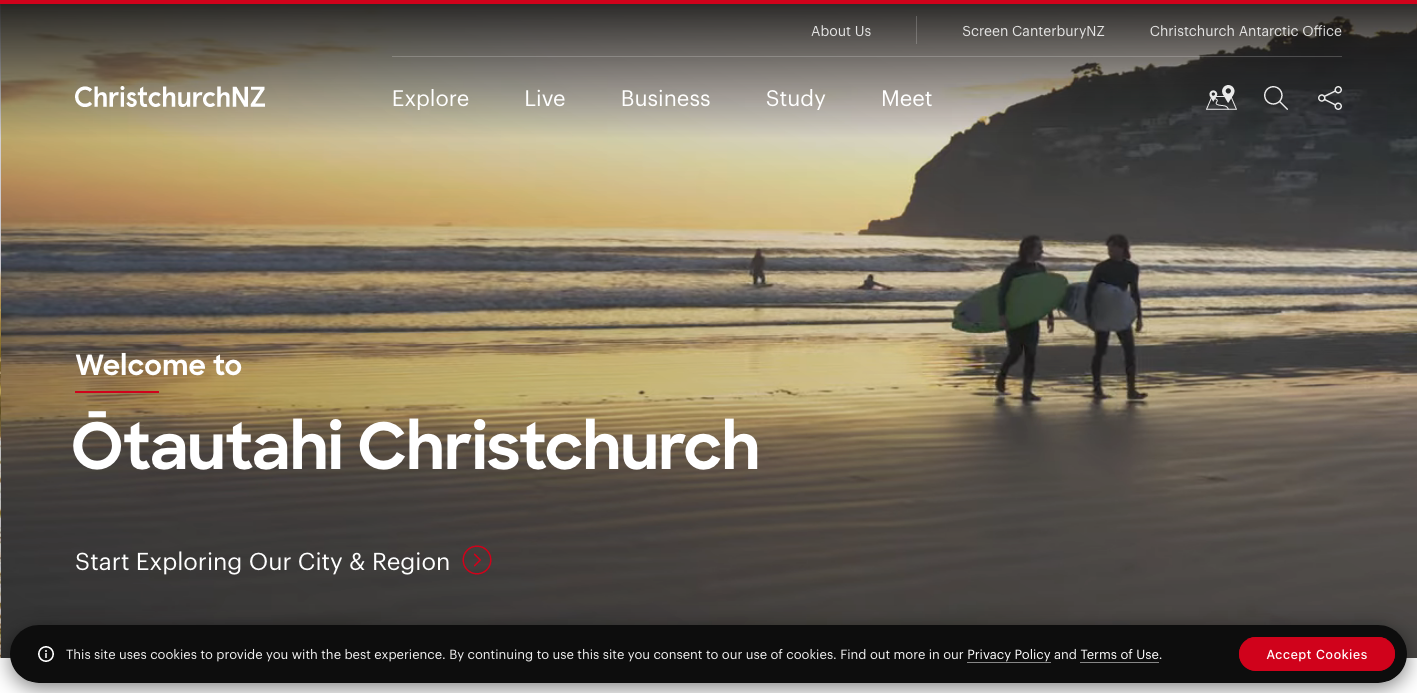 About Us
Screen CanterburyNZ
Christchurch Antarctic Office
ChristchurchNZ
Explore
Live
Business
Study
Meet
Welcome to
Ōtautahi Christchurch
Start Exploring Our City & Region
This site uses cookies to provide you with the best experience. By continuing to use this site you consent to our use of cookies. Find out more in our Privacy Policy and Terms of Use.
Accept Cookies